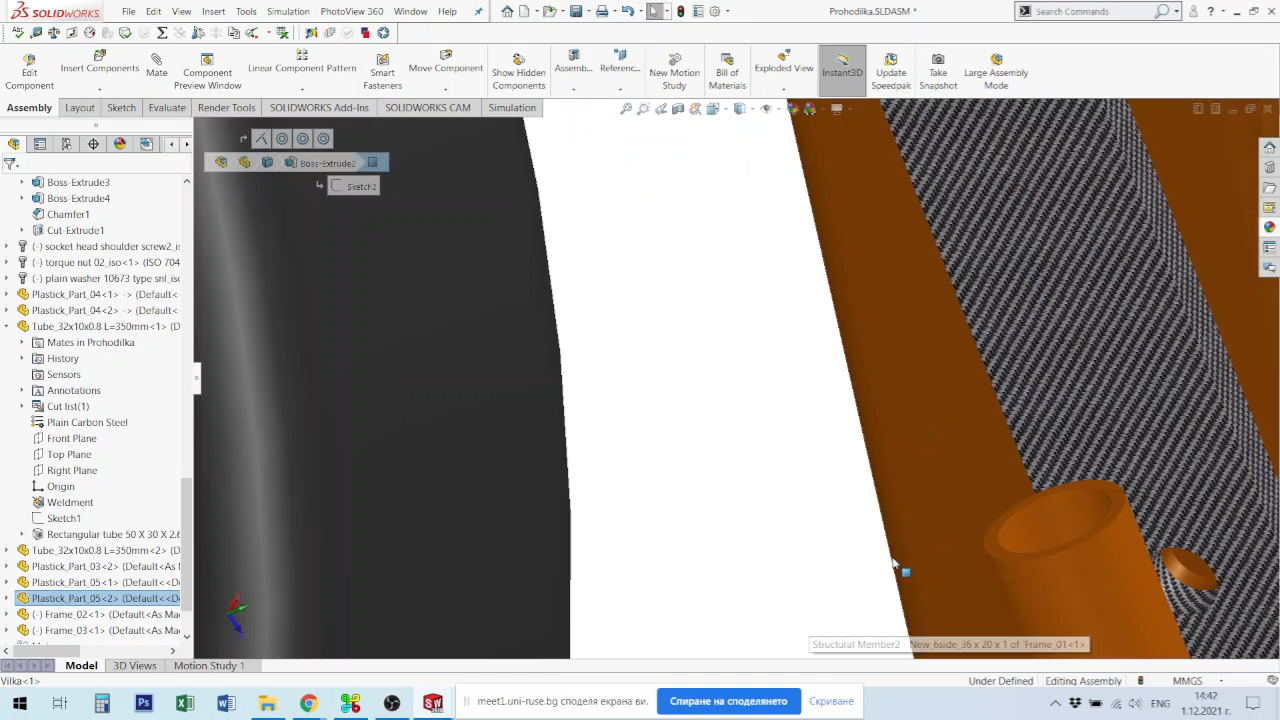 SOLIDWORKS File Edit View Insert Tools Simulation PhotoView 360 Window Help Prohodilka.SLDASM * Search Commands
Edit Component
Insert Components
Mate
Component Preview Window
Linear Component Pattern
Smart Fasteners
Move Component
Show Hidden Components
Assemb...
Referenc...
New Motion Study
Bill of Materials
Exploded View
Instant3D
Update Speedpak
Take Snapshot
Large Assembly Mode
Assembly Layout Sketch Evaluate Render Tools SOLIDWORKS Add-Ins SOLIDWORKS CAM Simulation
Boss-Extrude2
Sketch2
Boss-Extrude3
Boss-Extrude4
Chamfer1
Cut-Extrude1
(-) socket head shoulder screw2_is
(-) torque nut 02_iso<1> (ISO 704
(-) plain washer 10673 type snl_iso
Plastick_Part_04<1> -> (Default<
Plastick_Part_04<2> -> (Default<
Tube_32x10x0.8 L=350mm<1> (D
Mates in Prohodilka
History
Sensors
Annotations
Cut list(1)
Plain Carbon Steel
Front Plane
Top Plane
Right Plane
Origin
Weldment
Sketch1
Rectangular tube 50 X 30 X 2.6
Tube_32x10x0.8 L=350mm<2> (D
Plastick_Part_03<2> (Default<As M
Plastick_Part_05<1> (Default<<De
Plastick_Part_05<2> (Default<<De
(-) Frame_02<1> (Default<As Mac
(-) Frame_03<1> (Default<As Mac
Structural Member2 - New_6side_36 x 20 x 1 of 'Frame_01<1>'
Model 3D Views Motion Study 1
Vilka<1> Under Defined Editing Assembly MMGS
meet1.uni-ruse.bg споделя екрана ви. Спиране на споделянето Скриване
ENG 14:42
1.12.2021 г.